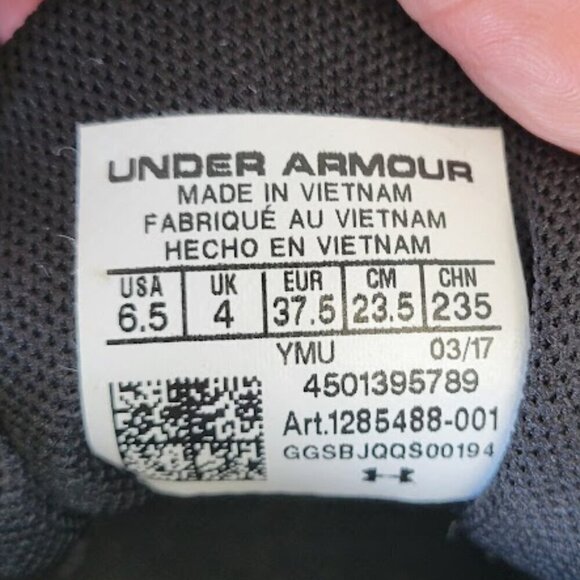 UNDER ARMOUR
MADE IN VIETNAM
FABRIQUÉ AU VIETNAM
HECHO EN VIETNAM
USA UK EUR CM CHN
6.5 4 37.5 23.5 235
YMU 03/17
4501395789
Art.1285488-001
GGSBJQQS00194